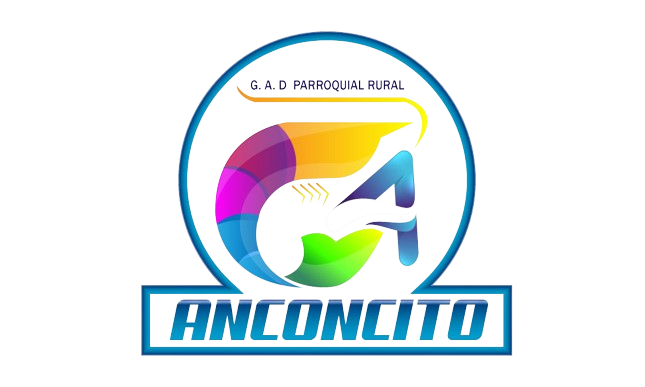 G. A. D PARROQUIAL RURAL
ANCONCITO